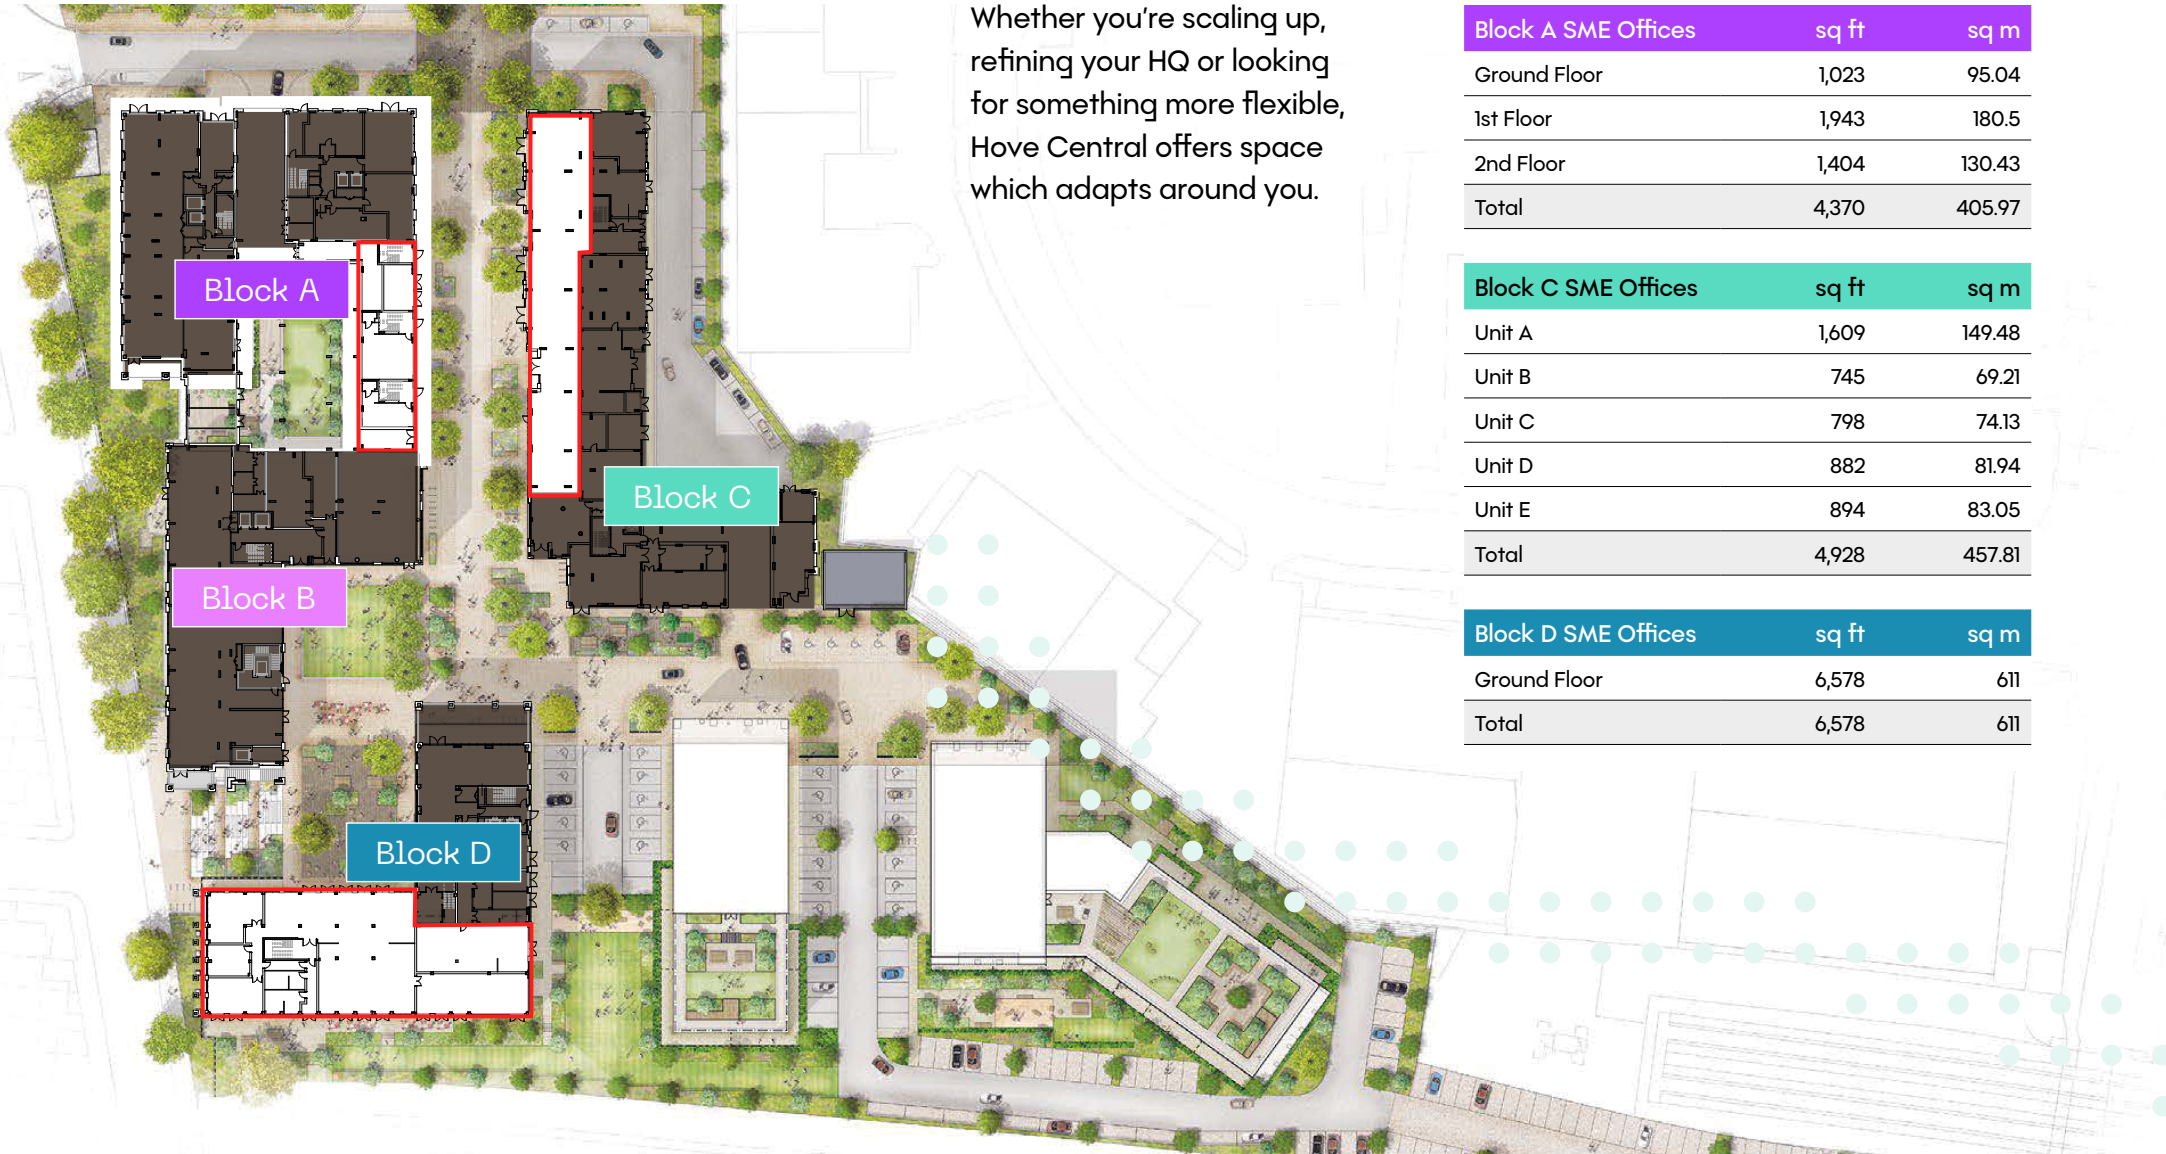 Whether you're scaling up,
refining your HQ or looking
for something more flexible,
Hove Central offers space
which adapts around you.
Block A SME Offices sq ft sq m
Ground Floor 1,023 95.04
1st Floor 1,943 180.5
2nd Floor 1,404 130.43
Total 4,370 405.97
Block C SME Offices sq ft sq m
Unit A 1,609 149.48
Unit B 745 69.21
Unit C 798 74.13
Unit D 882 81.94
Unit E 894 83.05
Total 4,928 457.81
Block D SME Offices sq ft sq m
Ground Floor 6,578 611
Total 6,578 611
Block A
Block C
Block B
Block D